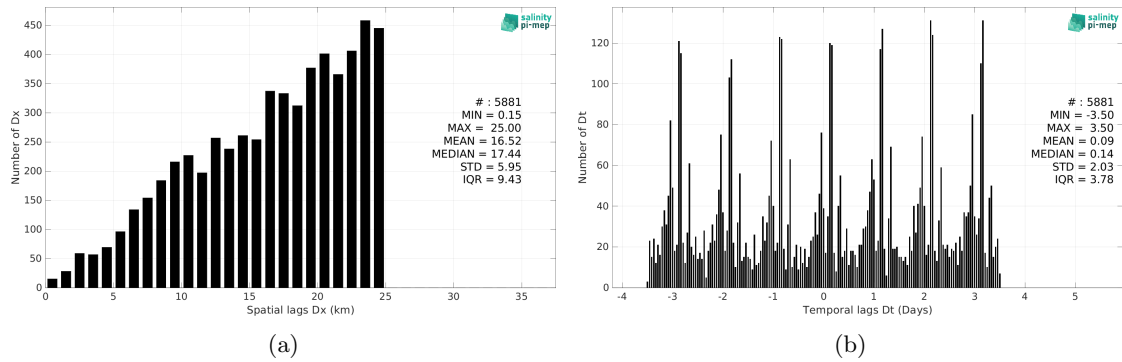 450
400
350
300
250
200
150
100
50
0
Number of Dx
0 5 10 15 20 25 30 35
Spatial lags Dx (km)
salinity
pi-mep
# : 5881
MIN = 0.15
MAX = 25.00
MEAN = 16.52
MEDIAN = 17.44
STD = 5.95
IQR = 9.43
(a)
120
100
80
60
40
20
0
Number of Dt
-4 -3 -2 -1 0 1 2 3 4 5
Temporal lags Dt (Days)
salinity
pi-mep
# : 5881
MIN = -3.50
MAX = 3.50
MEAN = 0.09
MEDIAN = 0.14
STD = 2.03
IQR = 3.78
(b)